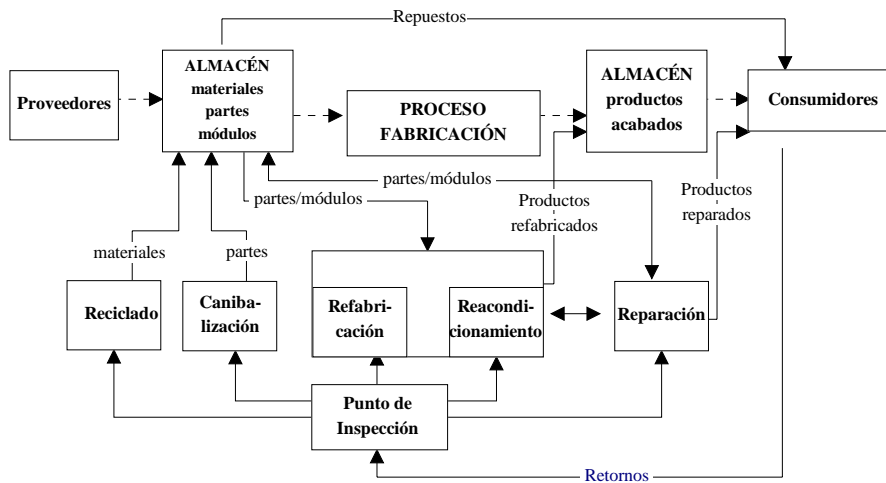 Repuestos
Proveedores
ALMACÉN
materiales
partes
módulos
PROCESO
FABRICACIÓN
ALMACÉN
productos
acabados
Consumidores
partes/módulos
partes/módulos
Productos
refabricados
Productos
reparados
materiales
partes
Reciclado
Caniba-
lización
Refabri-
cación
Reacondi-
cionamiento
Reparación
Punto de
Inspección
Retornos